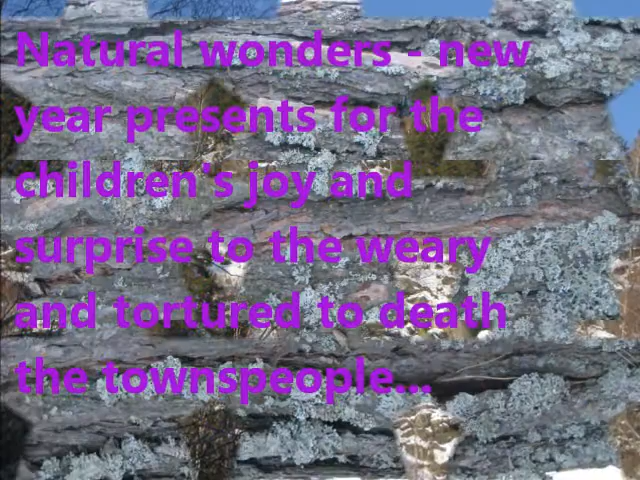 Natural wonders - new
year presents for the
children's joy and
surprise to the weary
and tortured to death
the townspeople...